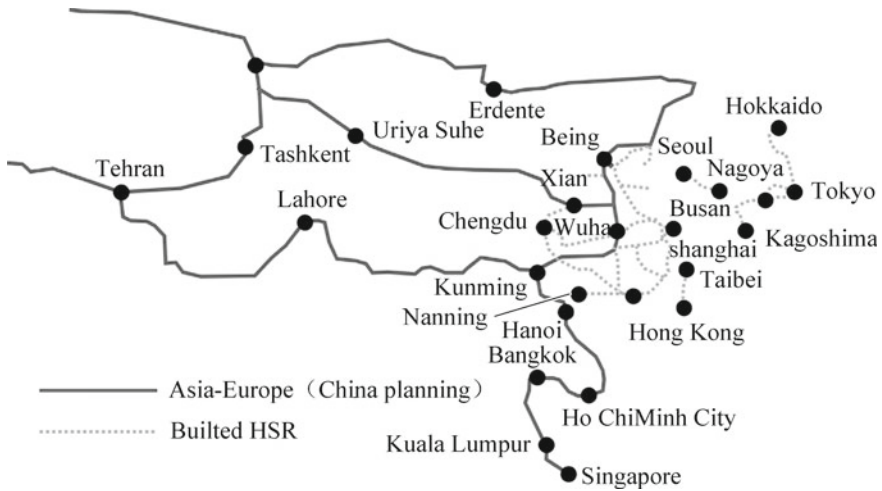 Hokkaido
Erdente
Uriya Suhe
Being
Seoul
Nagoya
Tashkent
Tehran
Xian
Tokyo
Lahore
Chengdu
Wuha
Busan
shanghai
Kagoshima
Taibei
Kunming
Nanning
Hanoi
Hong Kong
Bangkok
Asia-Europe（China planning）
Ho ChiMinh City
Builted HSR
Kuala Lumpur
Singapore